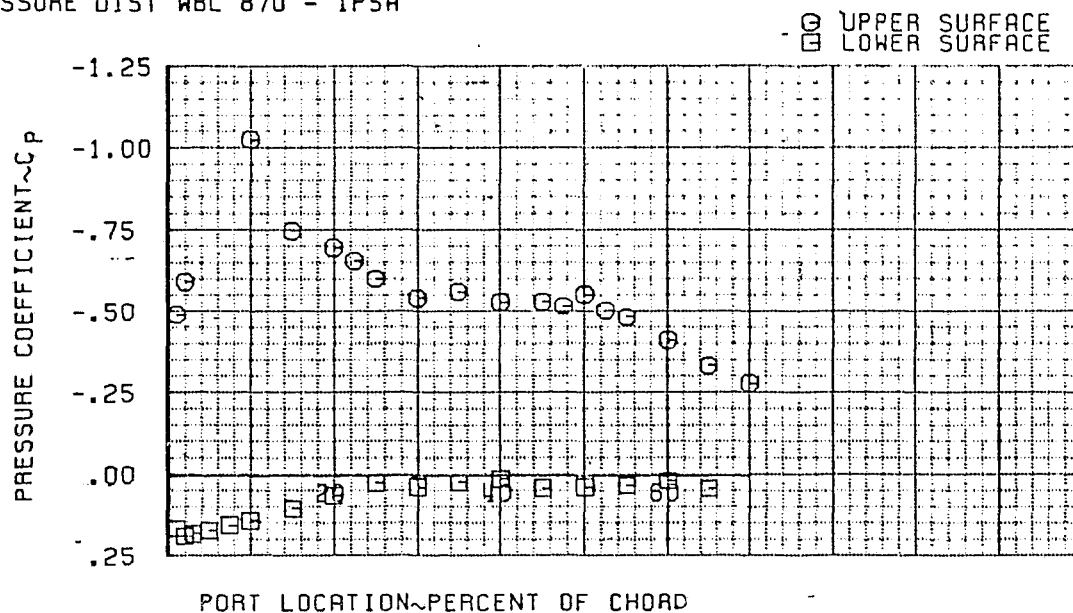 SSURE DIST WBL 870 - IPSA
UPPER SURFACE
LOWER SURFACE
-1.25
-1.00
-.75
-.50
-.25
.00
.25
PRESSURE COEFFICIENT~Cp
20
40
60
PORT LOCATION~PERCENT OF CHORD